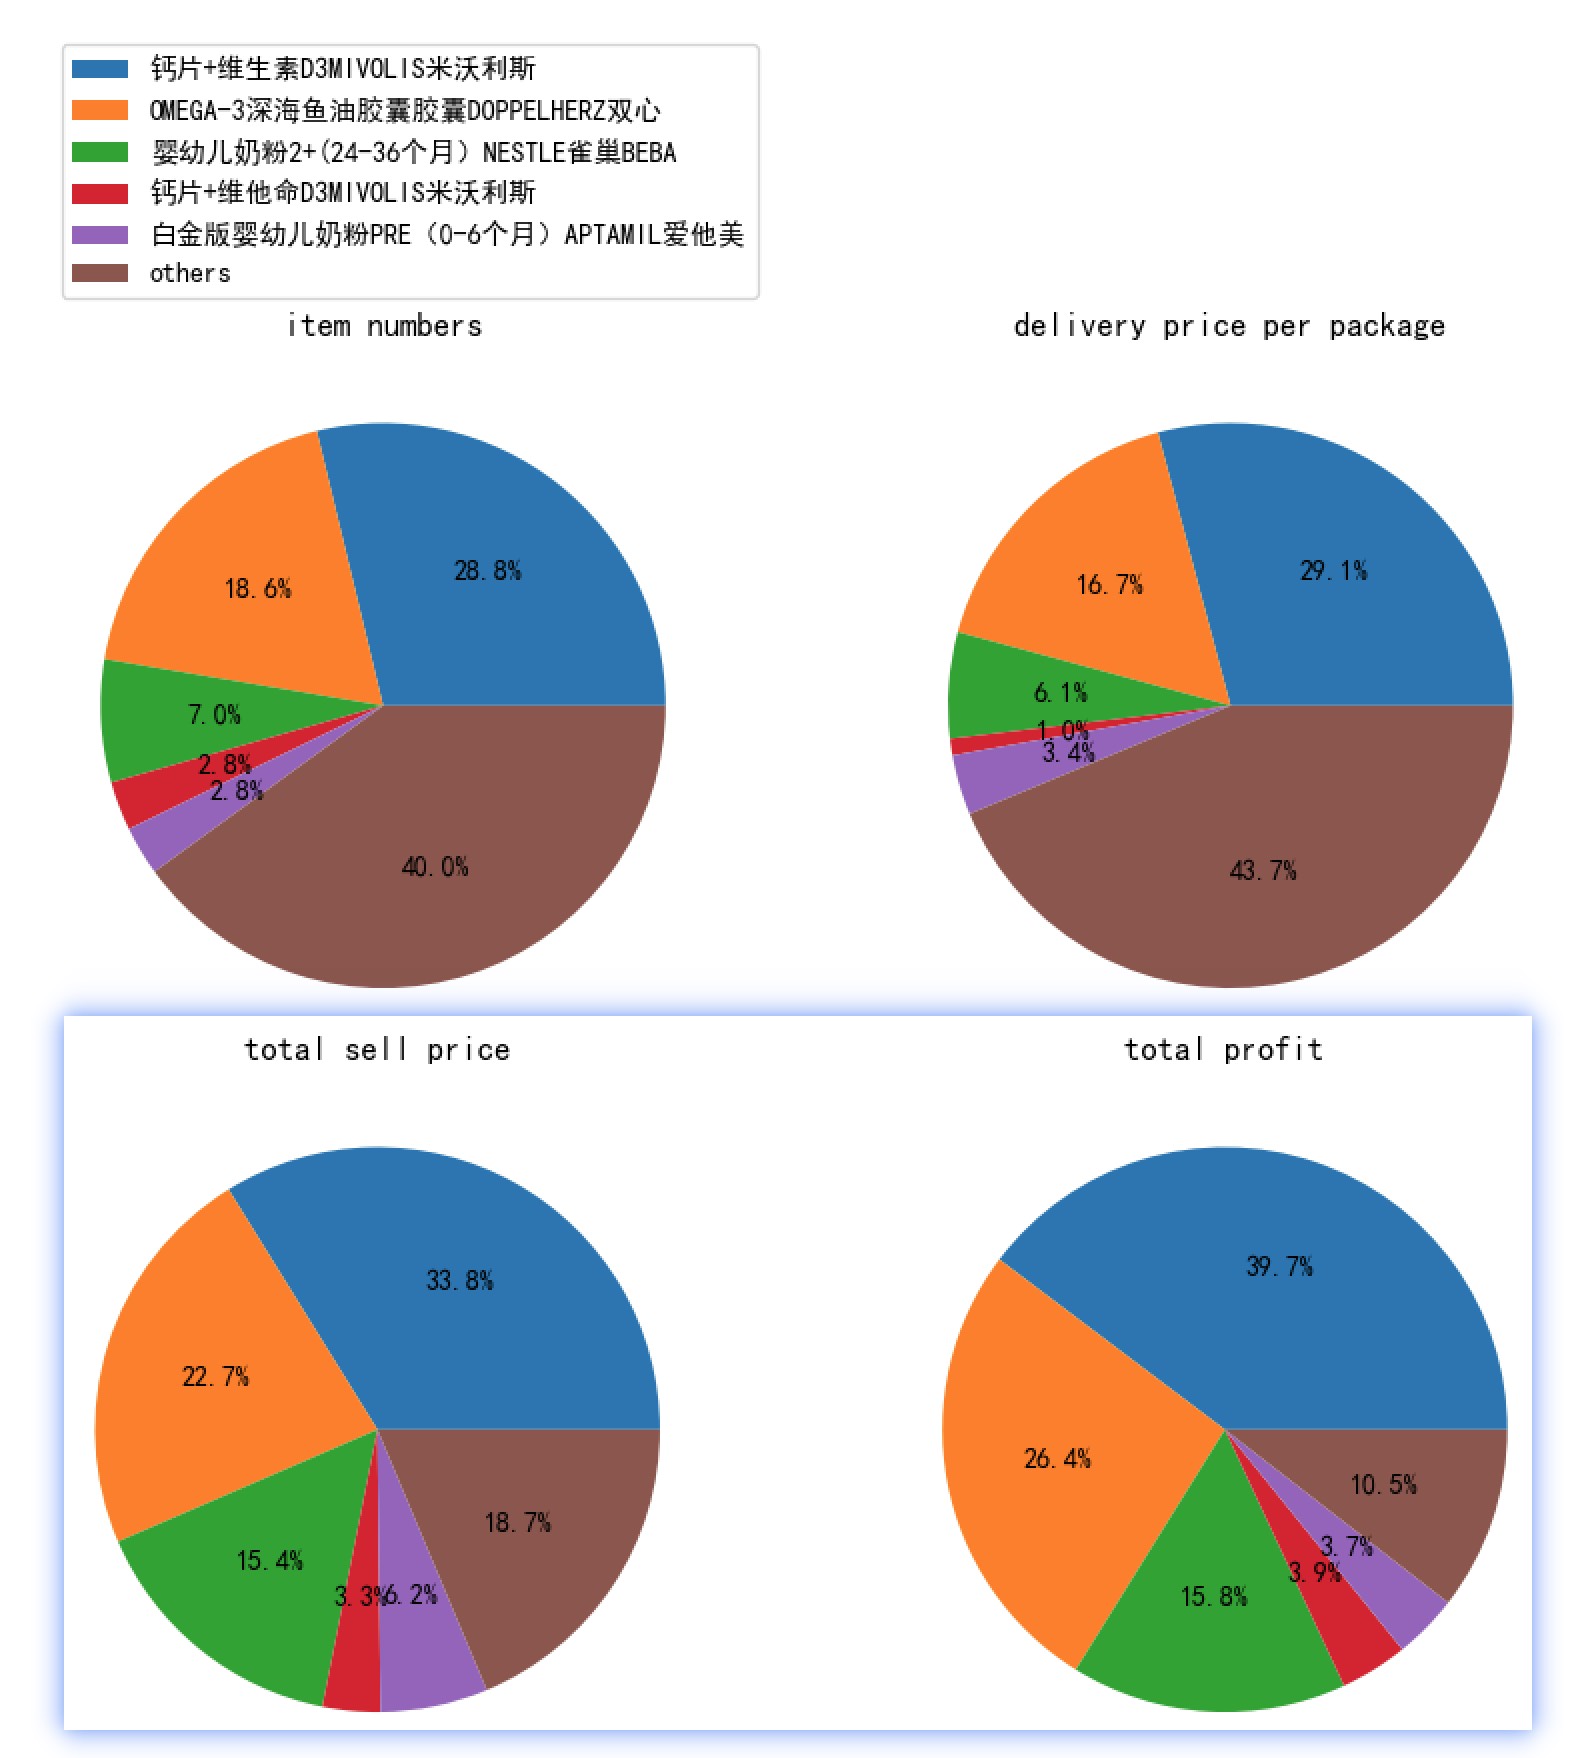 钙片+维生素D3MIVOLIS米沃利斯
OMEGA-3深海鱼油胶囊胶囊DOPPELHERZ双心
婴幼儿奶粉2+(24-36个月）NESTLE雀巢BEBA
钙片+维他命D3MIVOLIS米沃利斯
白金版婴幼儿奶粉PRE（0-6个月）APTAMIL爱他美
others
item numbers
28.8%
18.6%
7.0%
2.8%
2.8%
40.0%
delivery price per package
29.1%
16.7%
6.1%
1.0%
3.4%
43.7%
total sell price
33.8%
22.7%
15.4%
3.3%
6.2%
18.7%
total profit
39.7%
26.4%
15.8%
3.9%
3.7%
10.5%